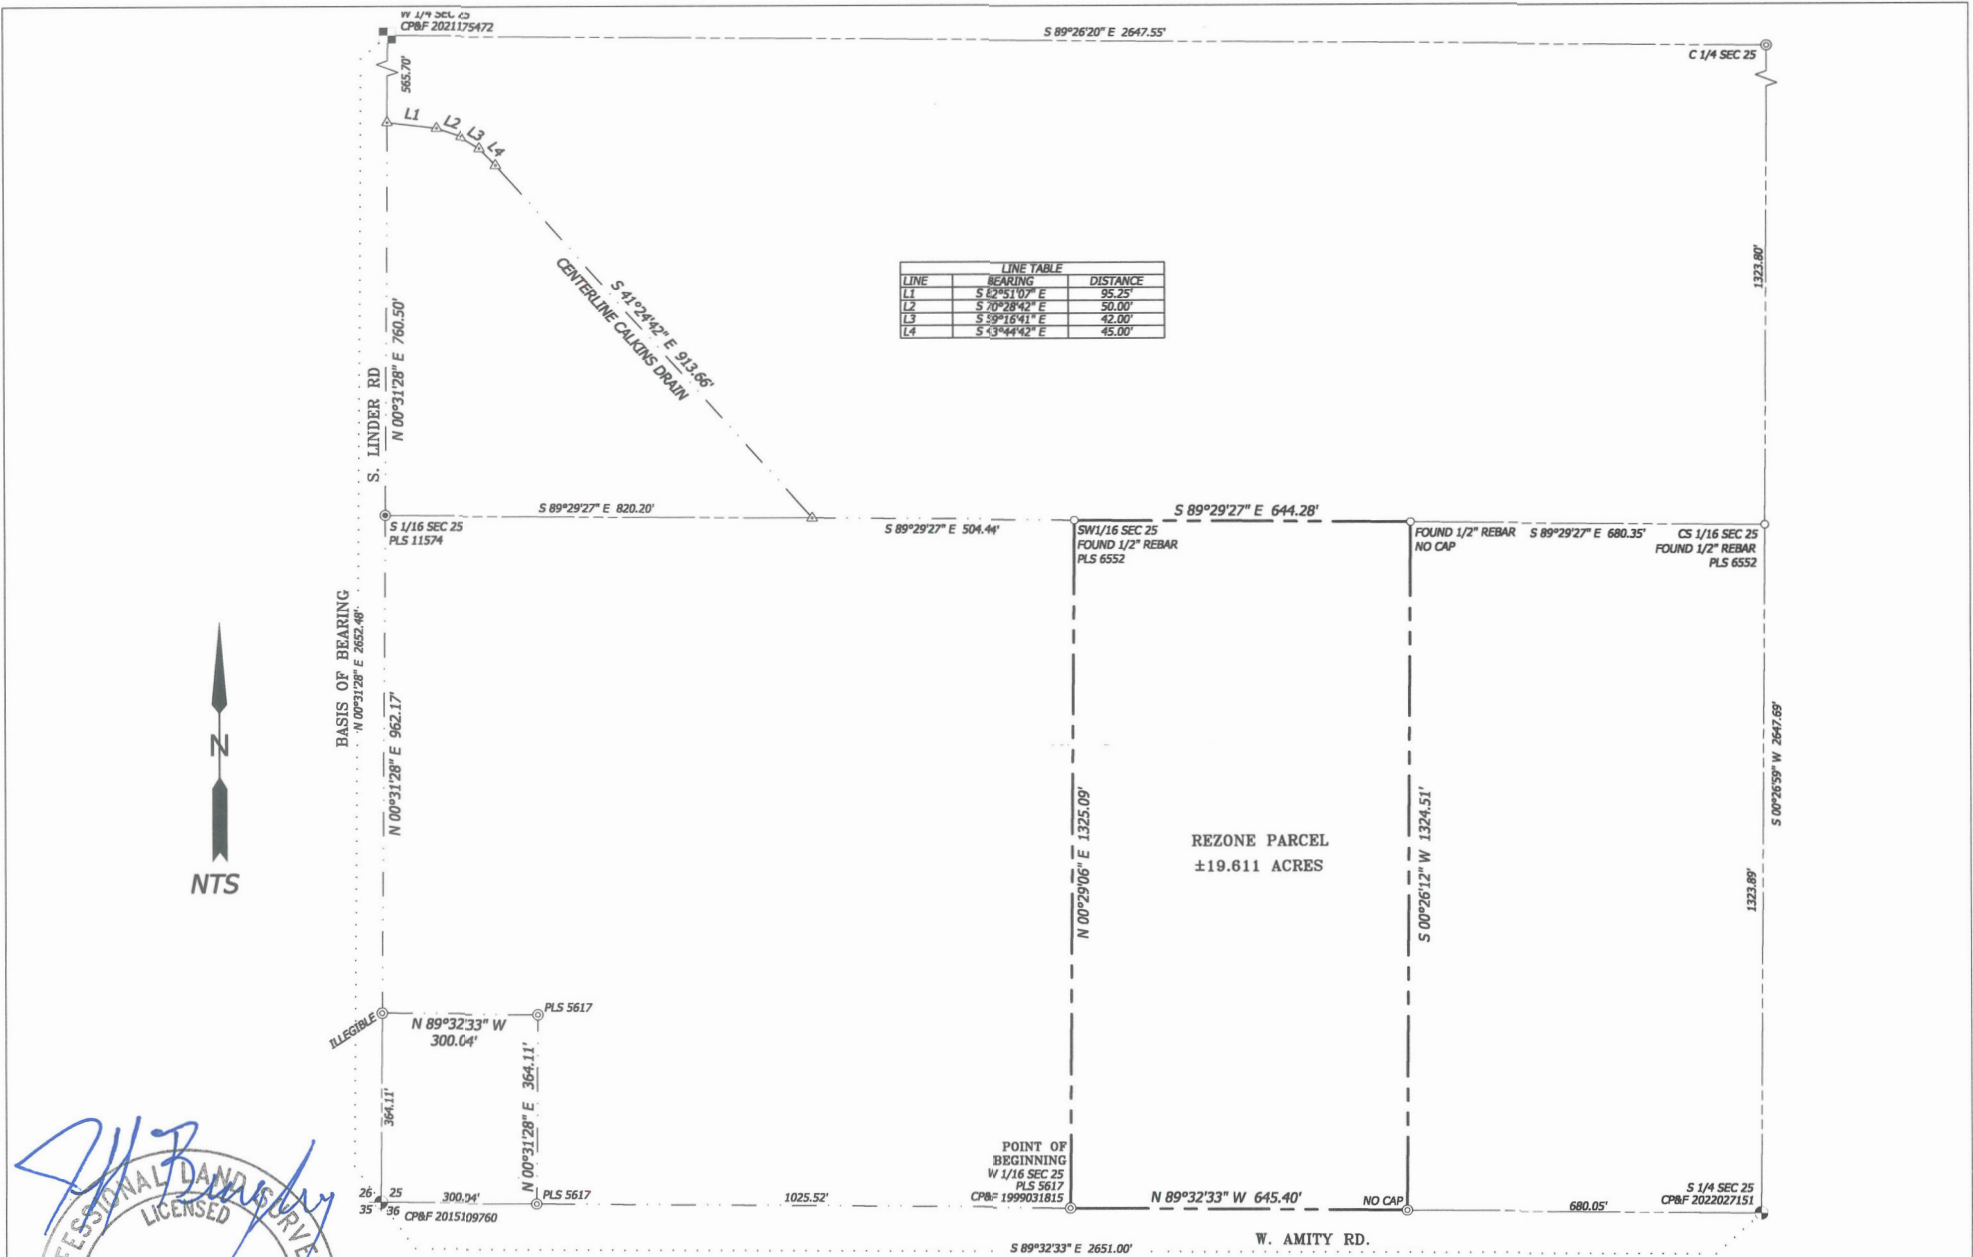 W 1/4 SEC 25
CP&F 2021175472
S 89°26'20" E 2647.55'
C 1/4 SEC 25
565.70'
L1
L2
L3
L4
1323.80'
LINE TABLE
LINE BEARING DISTANCE
L1 S 82°51'07" E 95.25'
L2 S 70°28'42" E 50.00'
L3 S 59°16'41" E 42.00'
L4 S 43°44'42" E 45.00'
S 41°24'42" E 913.66'
CENTERLINE CALKINS DRAIN
N 00°31'28" E 760.50'
S. LINDER RD
S 89°29'27" E 820.20'
S 1/16 SEC 25
PLS 11574
S 89°29'27" E 504.44'
SW1/16 SEC 25
FOUND 1/2" REBAR
PLS 6552
S 89°29'27" E 644.28'
FOUND 1/2" REBAR
NO CAP
S 89°29'27" E 680.35'
CS 1/16 SEC 25
FOUND 1/2" REBAR
PLS 6552
BASIS OF BEARING
N 00°31'28" E 2652.48'
N 00°31'28" E 962.17'
N
NTS
N 00°29'06" E 1325.09'
REZONE PARCEL
±19.611 ACRES
S 00°26'12" W 1324.51'
S 00°26'59" W 2647.69'
1323.89'
ILLEGIBLE
PLS 5617
N 89°32'33" W
300.04'
N 00°31'28" E 364.11'
364.11'
POINT OF
BEGINNING
W 1/16 SEC 25
PLS 5617
CP&F 1999031815
26 25
35 36
CP&F 2015109760
300.04'
PLS 5617
1025.52'
N 89°32'33" W 645.40'
NO CAP
680.05'
S 1/4 SEC 25
CP&F 2022027151
S 89°32'33" E 2651.00'
W. AMITY RD.
LICENSED